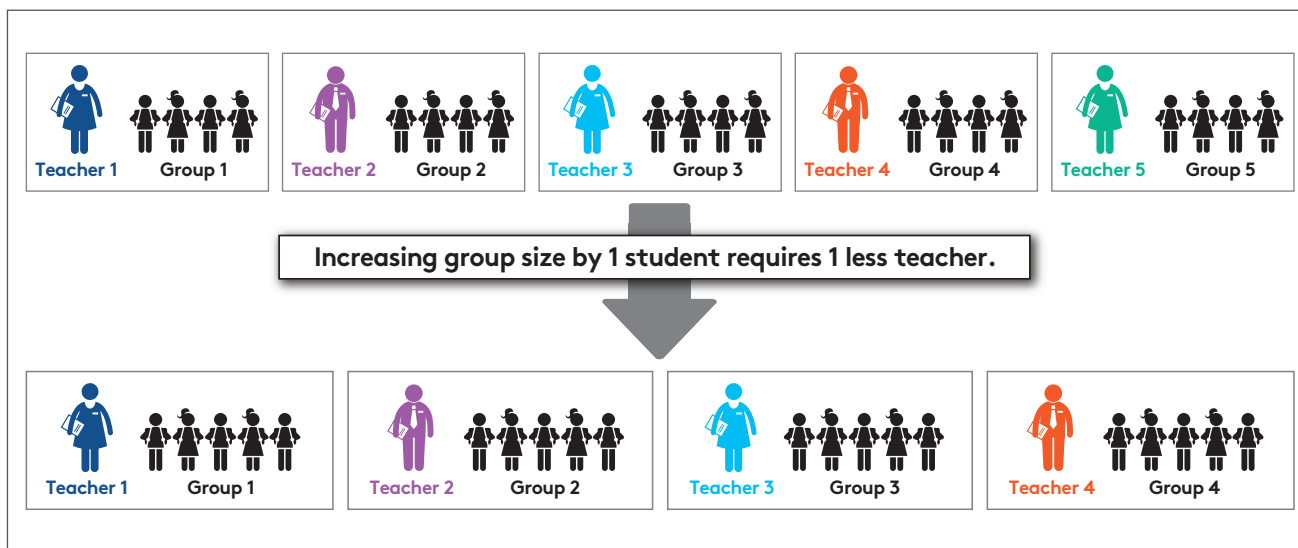 Teacher 1 Group 1 Teacher 2 Group 2 Teacher 3 Group 3 Teacher 4 Group 4 Teacher 5 Group 5
Increasing group size by 1 student requires 1 less teacher.
Teacher 1 Group 1 Teacher 2 Group 2 Teacher 3 Group 3 Teacher 4 Group 4